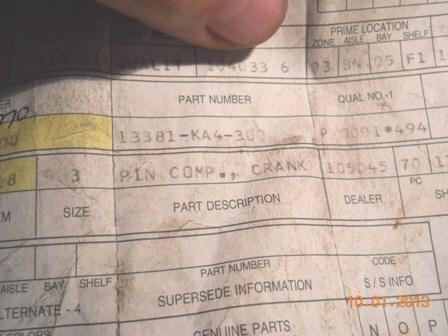 PRIME LOCATION
ZONE AISLE BAY SHELF
QUALIT 104033 6 03 BN 05 F1
PART NUMBER QUAL NO.-1
13381-KA4-300 P 0091*494
8 3 PIN COMP., CRANK 105045 70
SIZE PART DESCRIPTION DEALER PC
AISLE BAY SHELF PART NUMBER CODE
SUPERSEDE INFORMATION S/S INFO
ALTERNATE - 4 10.01.2013
GENUINE PARTS N O P